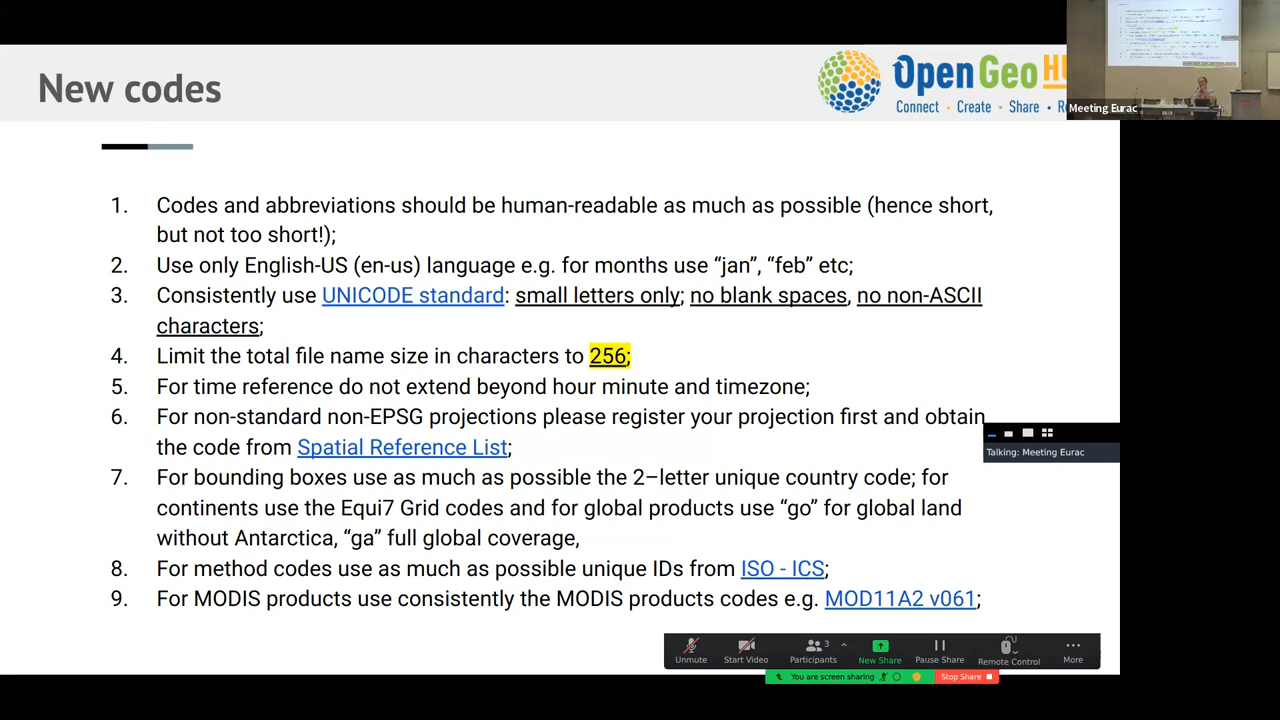 New codes
OpenGeoHU
Connect • Create • Share • R
Meeting Eurac
1. Codes and abbreviations should be human-readable as much as possible (hence short,
but not too short!);
2. Use only English-US (en-us) language e.g. for months use “jan”, “feb” etc;
3. Consistently use UNICODE standard: small letters only; no blank spaces, no non-ASCII
characters;
4. Limit the total file name size in characters to 256;
5. For time reference do not extend beyond hour minute and timezone;
6. For non-standard non-EPSG projections please register your projection first and obtain
the code from Spatial Reference List;
Talking: Meeting Eurac
7. For bounding boxes use as much as possible the 2–letter unique country code; for
continents use the Equi7 Grid codes and for global products use “go” for global land
without Antarctica, “ga” full global coverage,
8. For method codes use as much as possible unique IDs from ISO - ICS;
9. For MODIS products use consistently the MODIS products codes e.g. MOD11A2 v061;
Unmute Start Video Participants 3 New Share Pause Share Remote Control More
You are screen sharing Stop Share